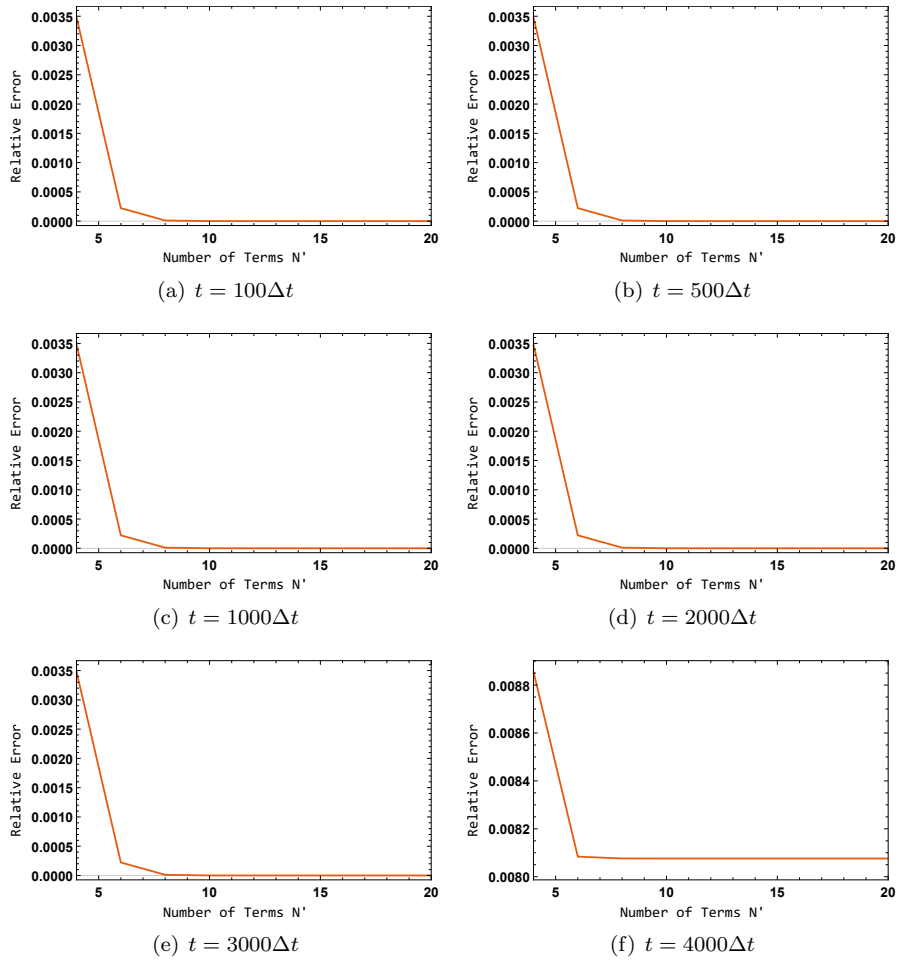 Relative Error
0.0035
0.0030
0.0025
0.0020
0.0015
0.0010
0.0005
0.0000
5 10 15 20
Number of Terms N'
(a) t = 100Δt
Relative Error
0.0035
0.0030
0.0025
0.0020
0.0015
0.0010
0.0005
0.0000
5 10 15 20
Number of Terms N'
(b) t = 500Δt
Relative Error
0.0035
0.0030
0.0025
0.0020
0.0015
0.0010
0.0005
0.0000
5 10 15 20
Number of Terms N'
(c) t = 1000Δt
Relative Error
0.0035
0.0030
0.0025
0.0020
0.0015
0.0010
0.0005
0.0000
5 10 15 20
Number of Terms N'
(d) t = 2000Δt
Relative Error
0.0035
0.0030
0.0025
0.0020
0.0015
0.0010
0.0005
0.0000
5 10 15 20
Number of Terms N'
(e) t = 3000Δt
Relative Error
0.0088
0.0086
0.0084
0.0082
0.0080
5 10 15 20
Number of Terms N'
(f) t = 4000Δt